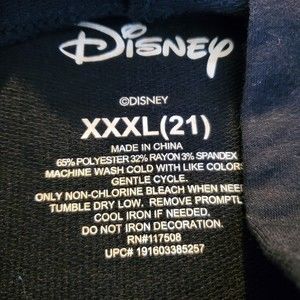 Disney
©DISNEY
XXXL(21)
MADE IN CHINA
65% POLYESTER 32% RAYON 3% SPANDEX
MACHINE WASH COLD WITH LIKE COLORS
GENTLE CYCLE.
ONLY NON-CHLORINE BLEACH WHEN NEE
TUMBLE DRY LOW. REMOVE PROMPTL
COOL IRON IF NEEDED.
DO NOT IRON DECORATION.
RN#117508
UPC# 191603385257